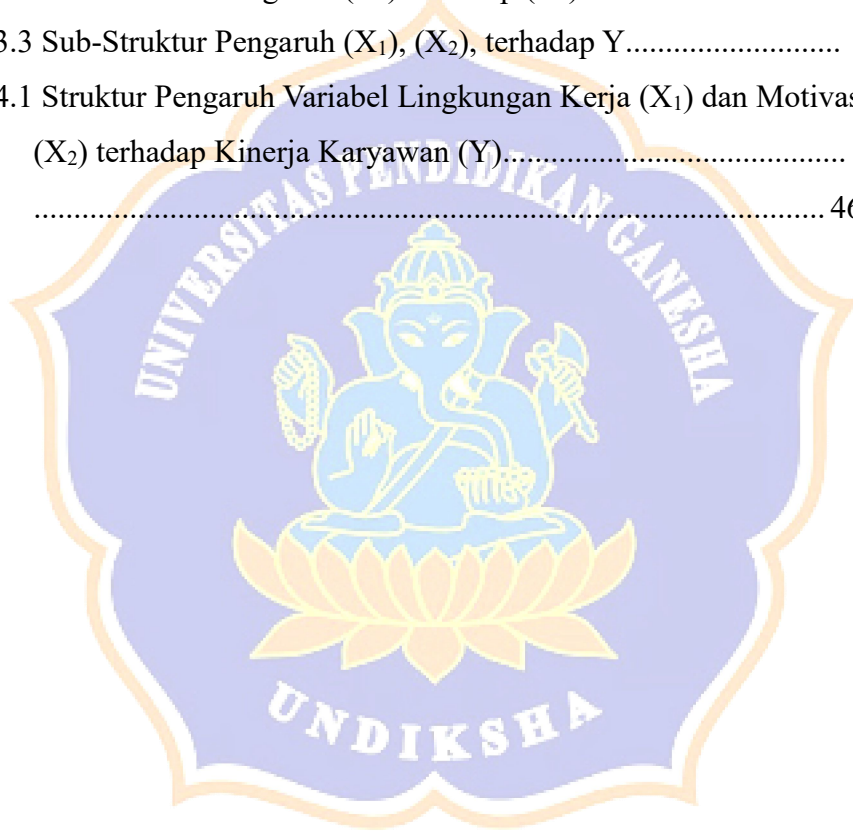 3.3 Sub-Struktur Pengaruh (X₁), (X₂), terhadap Y...........................
4.1 Struktur Pengaruh Variabel Lingkungan Kerja (X₁) dan Motivas
(X₂) terhadap Kinerja Karyawan (Y)...........................................
................................................................................................... 46
UNIVERSITAS PENDIDIKAN GANESHA
UNDIKSHA